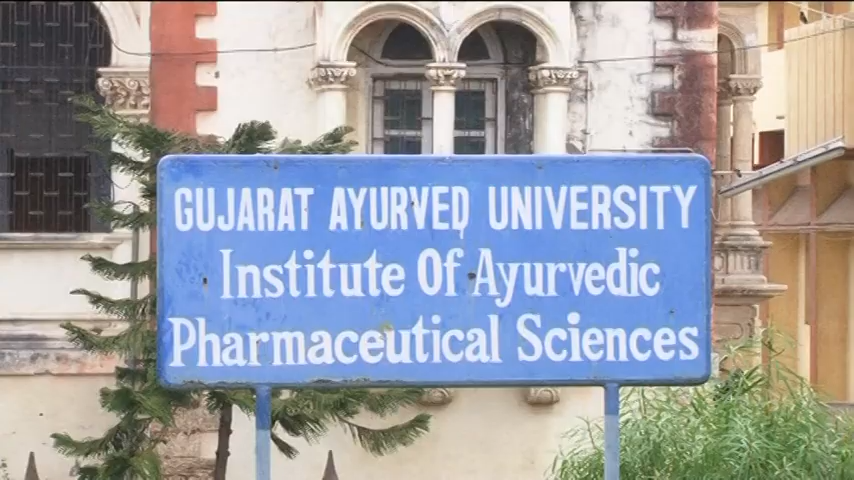 GUJARAT AYURVED UNIVERSITY
Institute Of Ayurvedic
Pharmaceutical Sciences